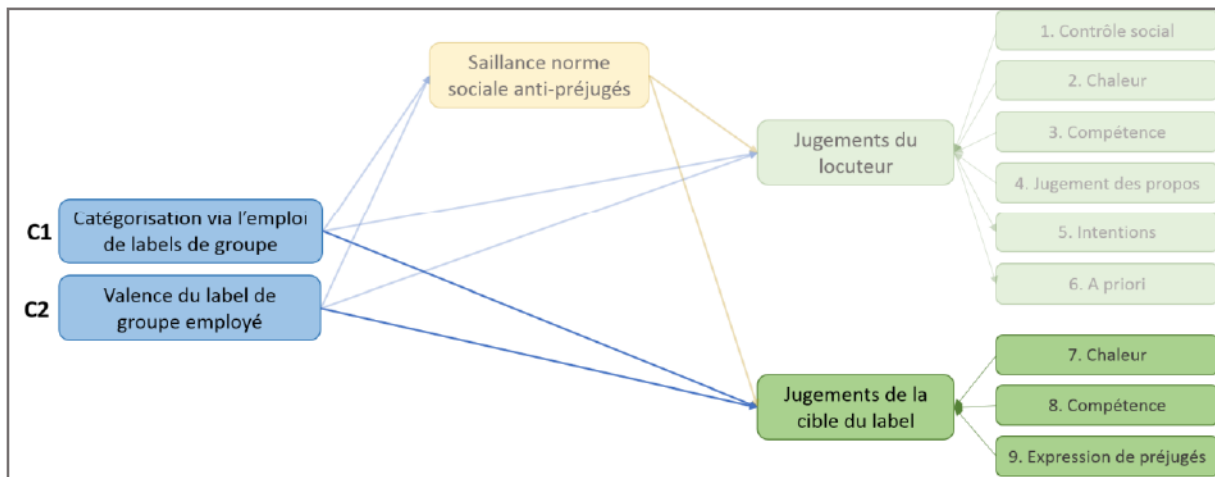 Saillance norme
sociale anti-préjugés
C1
Catégorisation via l'emploi
de labels de groupe
C2
Valence du label de
groupe employé
Jugements du
locuteur
Jugements de la
cible du label
1. Contrôle social
2. Chaleur
3. Compétence
4. Jugement des propos
5. Intentions
6. A priori
7. Chaleur
8. Compétence
9. Expression de préjugés